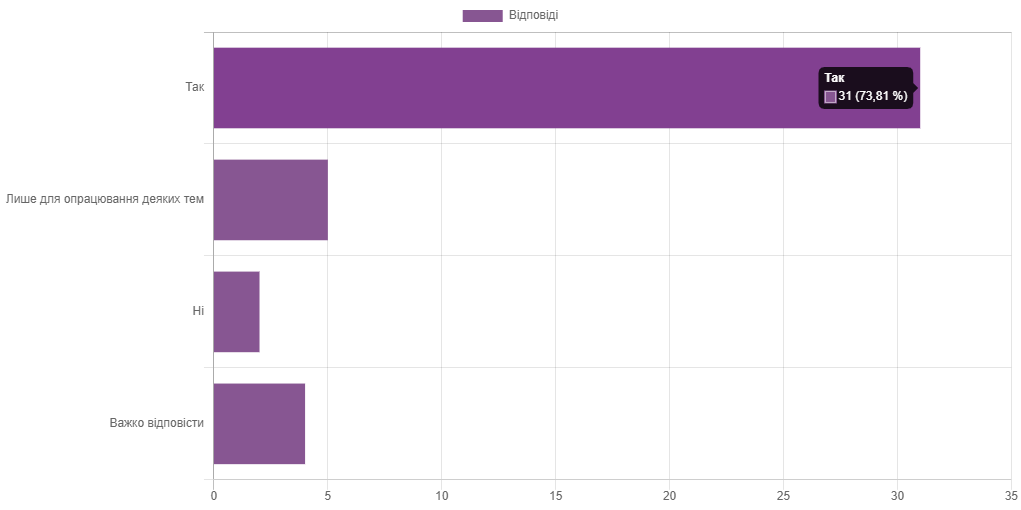 Відповіді
Так
Так
31 (73,81 %)
Лише для опрацювання деяких тем
Ні
Важко відповісти
0 5 10 15 20 25 30 35